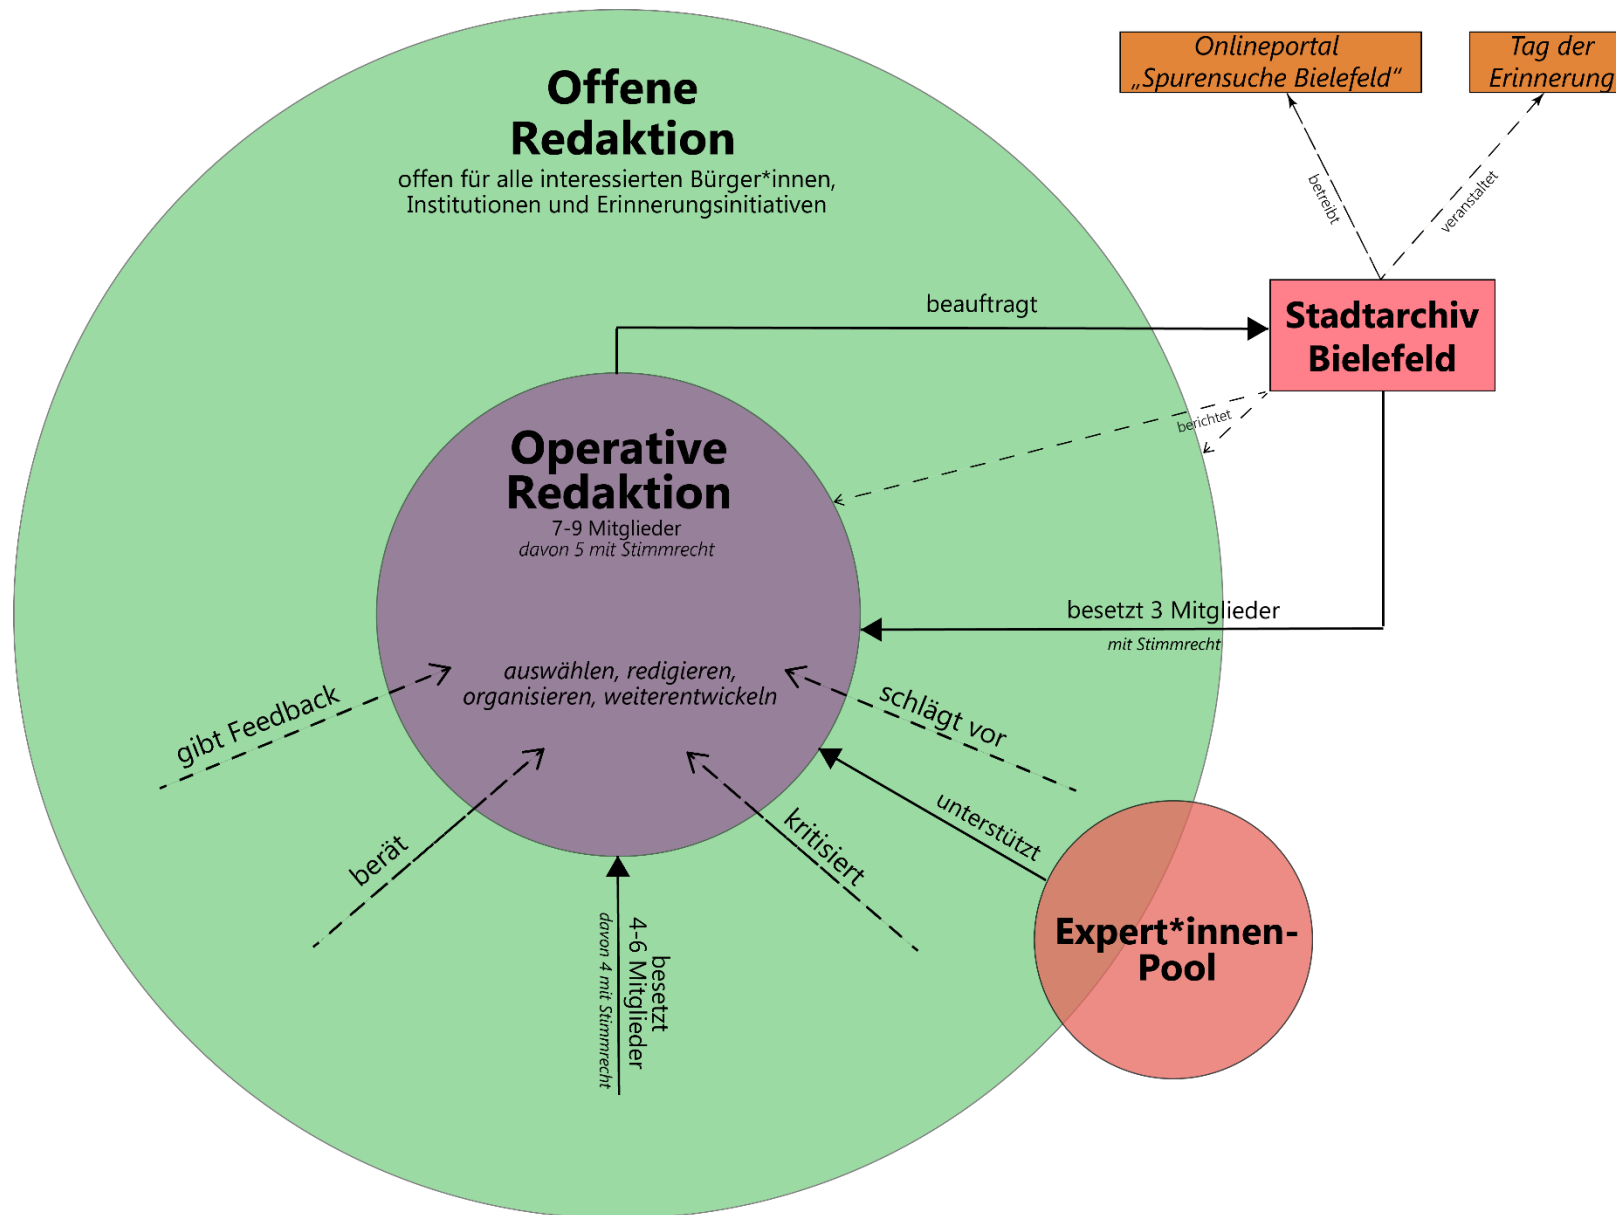 Offene
Redaktion
offen für alle interessierten Bürger*innen,
Institutionen und Erinnerungsinitiativen
Onlineportal
„Spurensuche Bielefeld“
Tag der
Erinnerung
betreibt
veranstaltet
beauftragt
Stadtarchiv
Bielefeld
berichtet
Operative
Redaktion
7-9 Mitglieder
davon 5 mit Stimmrecht
besetzt 3 Mitglieder
mit Stimmrecht
auswählen, redigieren,
organisieren, weiterentwickeln
gibt Feedback
schlägt vor
berät
kritisiert
unterstützt
besetzt
4-6 Mitglieder
davon 4 mit Stimmrecht
Expert*innen-
Pool